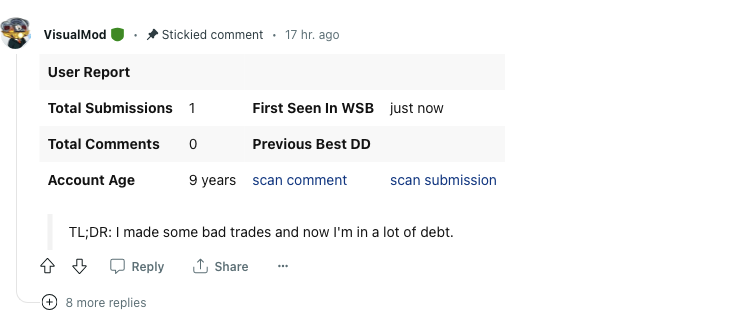 VisualMod • Stickied comment • 17 hr. ago
User Report
Total Submissions 1 First Seen In WSB just now
Total Comments 0 Previous Best DD
Account Age 9 years scan comment scan submission
TL;DR: I made some bad trades and now I'm in a lot of debt.
Reply Share ···
8 more replies